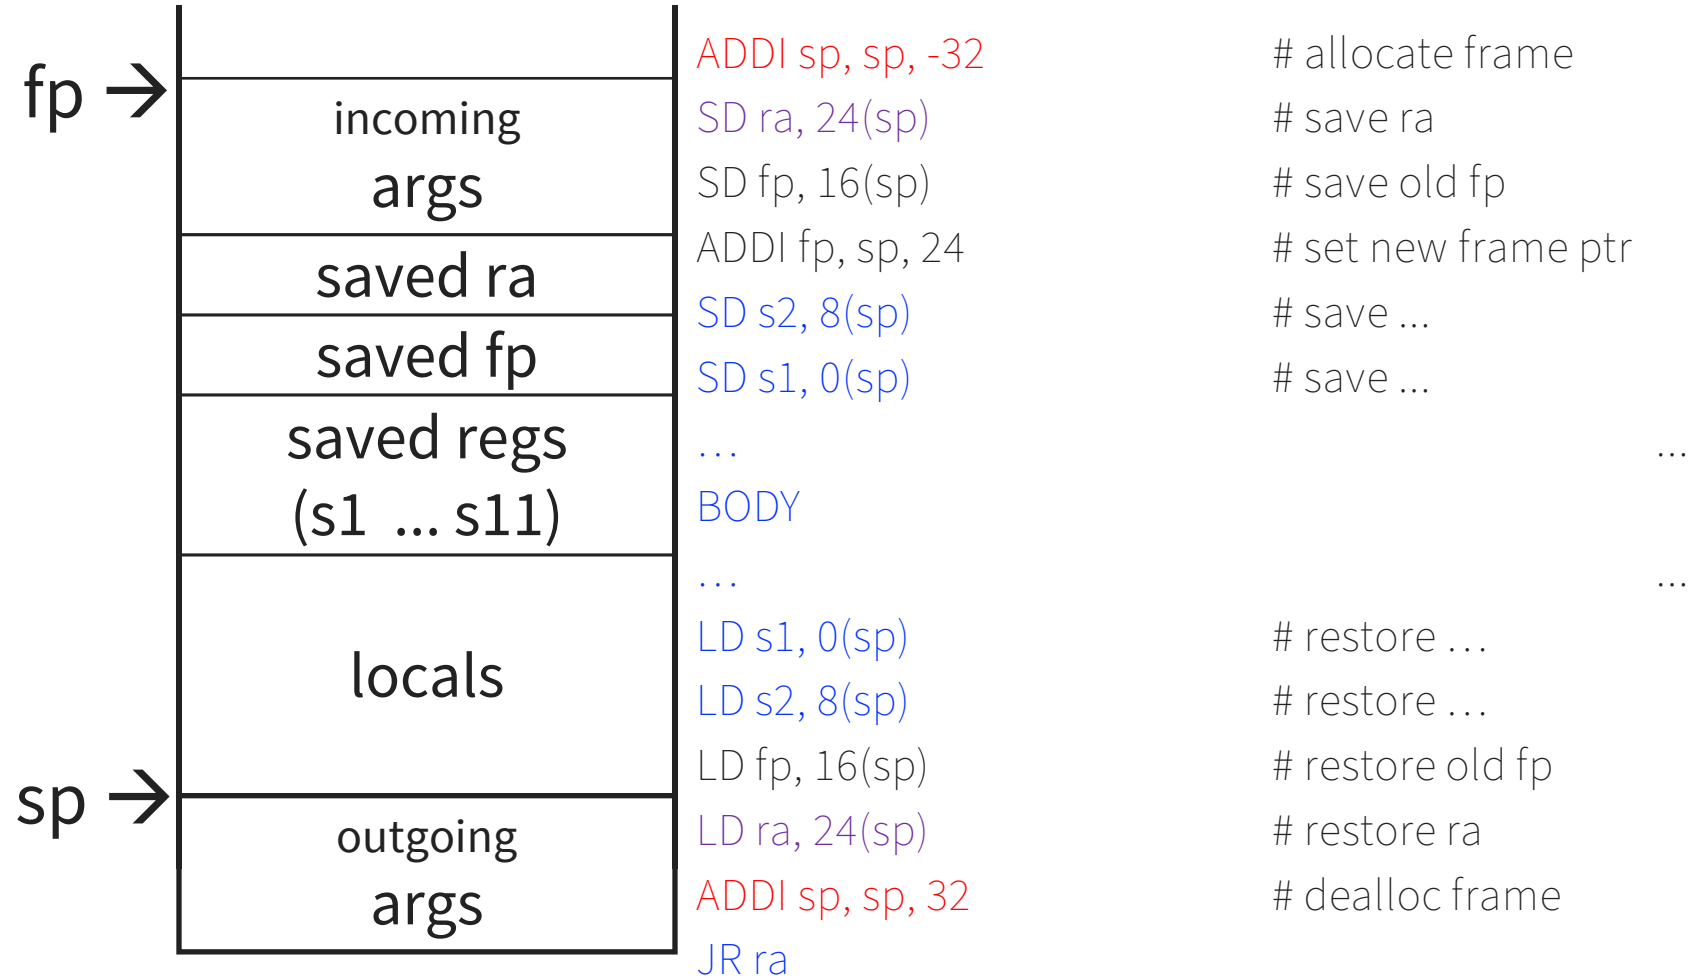 fp →
incoming
args
saved ra
saved fp
saved regs
(s1 ... s11)
locals
sp →
outgoing
args
ADDI sp, sp, -32 # allocate frame
SD ra, 24(sp) # save ra
SD fp, 16(sp) # save old fp
ADDI fp, sp, 24 # set new frame ptr
SD s2, 8(sp) # save ...
SD s1, 0(sp) # save ...
… ...
BODY
… ...
LD s1, 0(sp) # restore …
LD s2, 8(sp) # restore …
LD fp, 16(sp) # restore old fp
LD ra, 24(sp) # restore ra
ADDI sp, sp, 32 # dealloc frame
JR ra